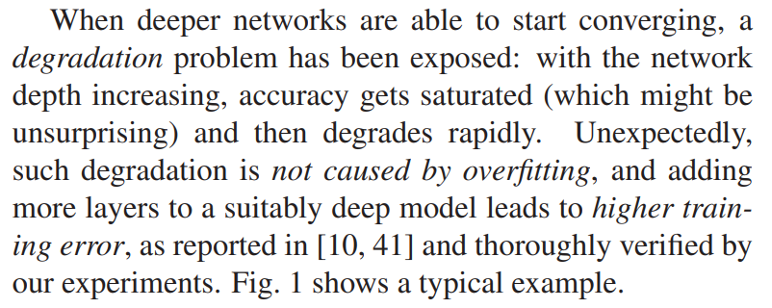 When deeper networks are able to start converging, a
degradation problem has been exposed: with the network
depth increasing, accuracy gets saturated (which might be
unsurprising) and then degrades rapidly. Unexpectedly,
such degradation is not caused by overfitting, and adding
more layers to a suitably deep model leads to higher train-
ing error, as reported in [10, 41] and thoroughly verified by
our experiments. Fig. 1 shows a typical example.